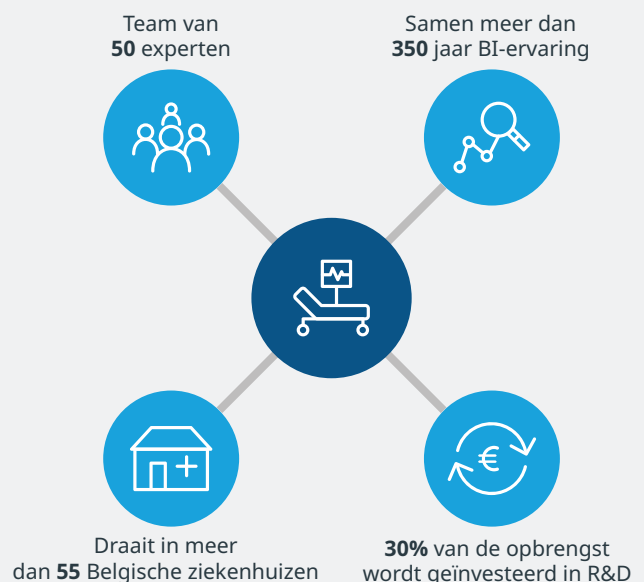 Team van
50 experten
Samen meer dan
350 jaar BI-ervaring
€
Draait in meer
dan 55 Belgische ziekenhuizen
30% van de opbrengst
wordt geïnvesteerd in R&D